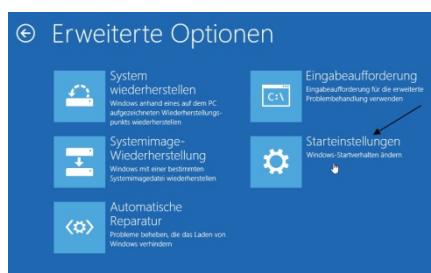 Erweiterte Optionen
System
wiederherstellen
Windows anhand eines auf dem PC
aufgezeichneten Wiederherstellungs-
punkts wiederherstellen
Systemimage-
Wiederherstellung
Windows mit einer bestimmten
Systemimagedatei wiederherstellen
Automatische
Reparatur
Probleme beheben, die das Laden von
Windows verhindern
C:\
Eingabeaufforderung
Eingabeaufforderung für die erweiterte
Problembehandlung verwenden
Starteinstellungen
Windows-Startverhalten ändern